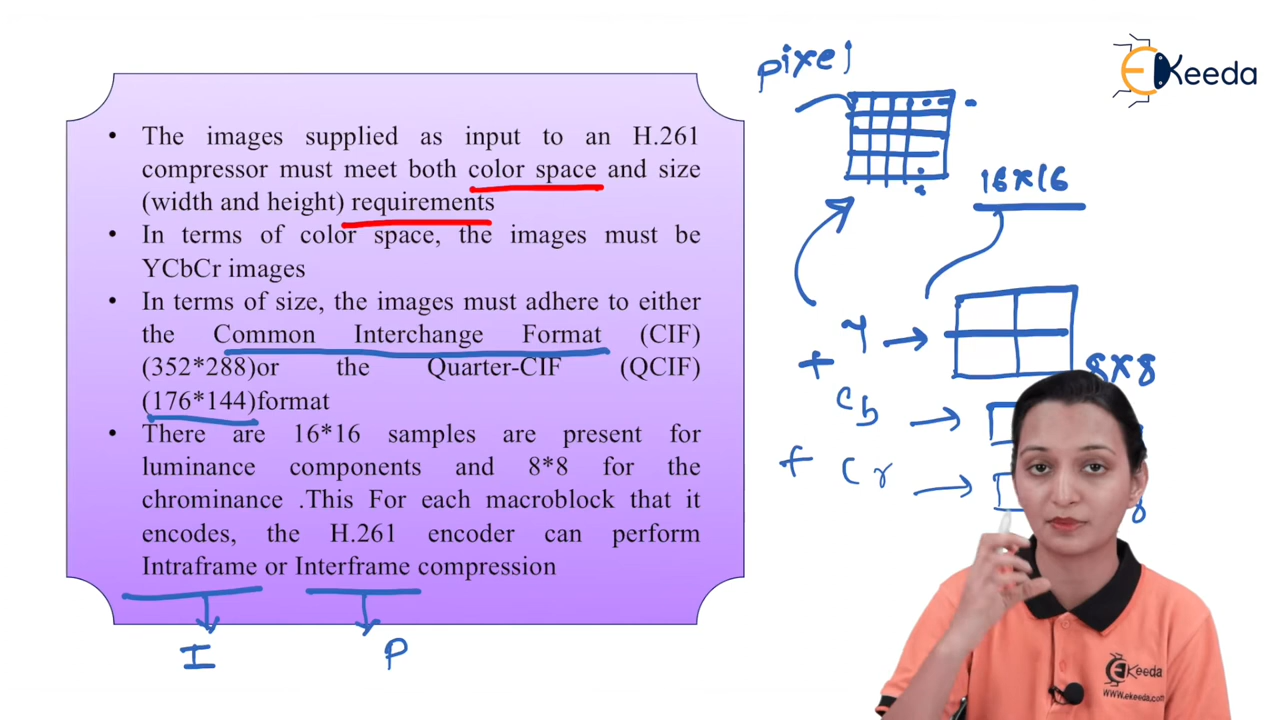 • The images supplied as input to an H.261
compressor must meet both color space and size
(width and height) requirements
• In terms of color space, the images must be
YCbCr images
• In terms of size, the images must adhere to either
the Common Interchange Format (CIF)
(352*288)or the Quarter-CIF (QCIF)
(176*144)format
• There are 16*16 samples are present for
luminance components and 8*8 for the
chrominance .This For each macroblock that it
encodes, the H.261 encoder can perform
Intraframe or Interframe compression
I P
pixel
16×16
Y →
8×8
+
Cb →
+ Cr →
EKeeda
EKeeda
www.ekeeda.com